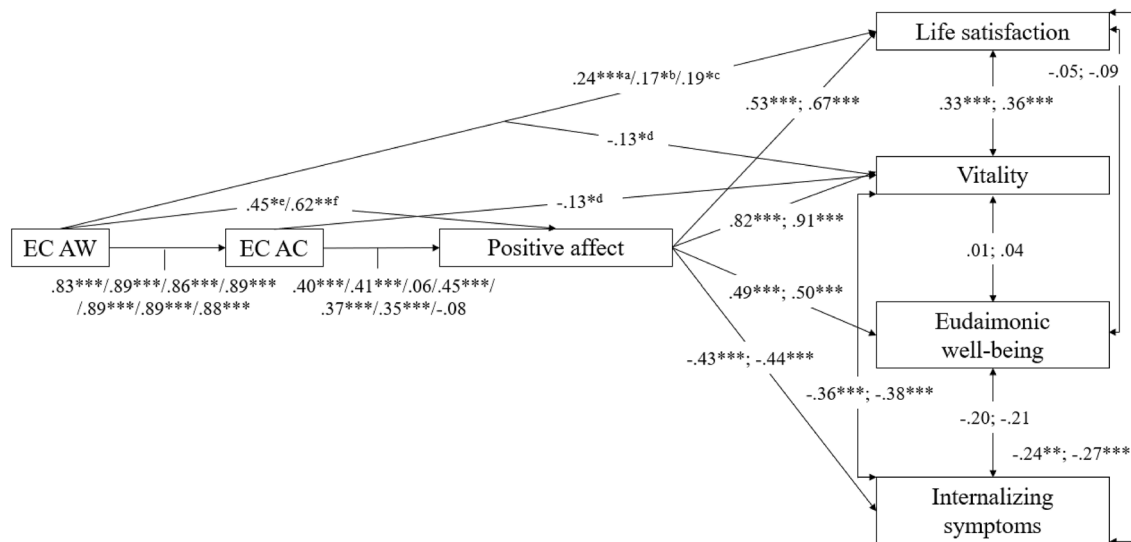 Life satisfaction
.24***ᵃ/.17*ᵇ/.19*ᶜ
-.05; -.09
.53***; .67***
.33***; .36***
-.13*ᵈ
Vitality
-.13*ᵈ
.45*ᵉ/.62**ᶠ
.82***; .91***
EC AW
EC AC
Positive affect
.01; .04
.83***/.89***/.86***/.89***
/.89***/.89***/.88***
.40***/.41***/.06/.45***/
.37***/.35***/-.08
.49***; .50***
Eudaimonic
well-being
-.43***; -.44***
-.36***; -.38***
-.20; -.21
-.24**; -.27***
Internalizing
symptoms